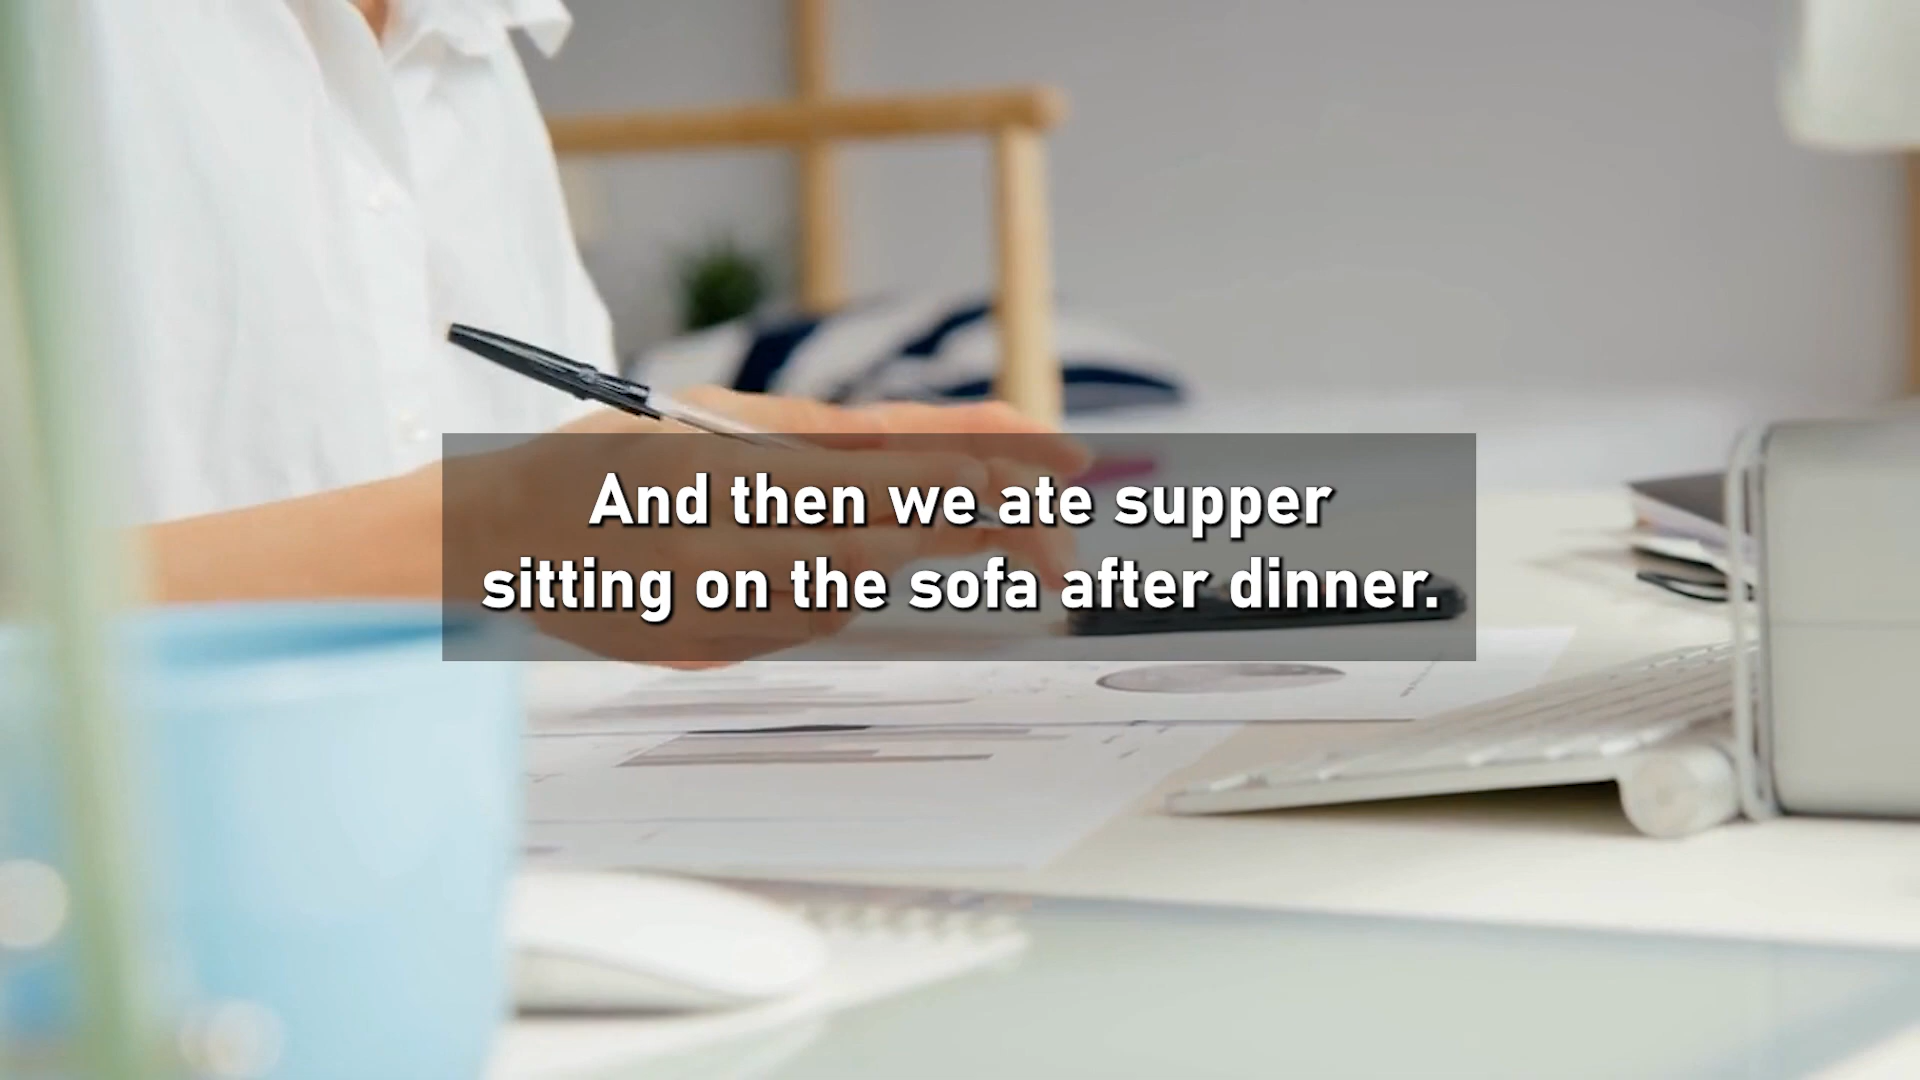 And then we ate supper
sitting on the sofa after dinner.